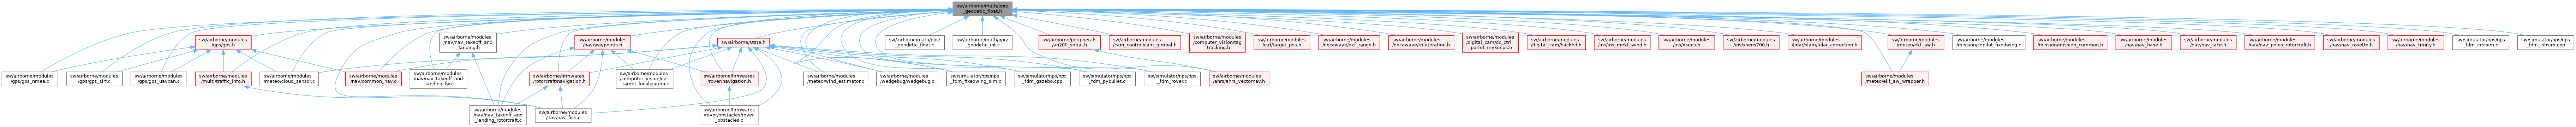 sw/airborne/math/pprz
_geodetic_float.h
sw/airborne/modules
/gps/gps.h
sw/airborne/modules
/nav/nav_takeoff_and
_landing.h
sw/airborne/modules
/nav/waypoints.h
sw/airborne/state.h
sw/airborne/math/pprz
_geodetic_float.c
sw/airborne/math/pprz
_geodetic_int.c
sw/airborne/peripherals
/vn200_serial.h
sw/airborne/modules
/cam_control/cam_gimbal.h
sw/airborne/modules
/computer_vision/tag
_tracking.c
sw/airborne/modules
/ctrl/target_pos.h
sw/airborne/modules
/decawave/ekf_range.h
sw/airborne/modules
/decawave/trilateration.h
sw/airborne/modules
/digital_cam/dc_ctrl
_parrot_mykonos.h
sw/airborne/modules
/digital_cam/hackhd.h
sw/airborne/modules
/ins/ins_mekf_wind.h
sw/airborne/modules
/ins/xsens.h
sw/airborne/modules
/ins/xsens700.h
sw/airborne/modules
/lidar/slam/lidar_correction.h
sw/airborne/modules
/meteo/ekf_aw.h
sw/airborne/modules
/mission/copilot_fixedwing.c
sw/airborne/modules
/mission/mission_common.h
sw/airborne/modules
/nav/nav_base.h
sw/airborne/modules
/nav/nav_lace.h
sw/airborne/modules
/nav/nav_poles_rotorcraft.h
sw/airborne/modules
/nav/nav_rosette.h
sw/airborne/modules
/nav/nav_trinity.h
sw/simulator/nps/nps
_fdm_crrcsim.c
sw/simulator/nps/nps
_fdm_jsbsim.cpp
sw/airborne/modules
/gps/gps_nmea.c
sw/airborne/modules
/gps/gps_sirf.c
sw/airborne/modules
/gps/gps_uavcan.c
sw/airborne/modules
/multi/traffic_info.h
sw/airborne/modules
/meteo/cloud_sensor.c
sw/airborne/modules
/nav/common_nav.c
sw/airborne/modules
/nav/nav_takeoff_and
_landing_fw.c
sw/airborne/firmwares
/rotorcraft/navigation.h
sw/airborne/modules
/computer_vision/cv
_target_localization.c
sw/airborne/firmwares
/rover/navigation.h
sw/airborne/modules
/meteo/wind_estimator.c
sw/airborne/modules
/wedgebug/wedgebug.c
sw/simulator/nps/nps
_fdm_fixedwing_sim.c
sw/simulator/nps/nps
_fdm_gazebo.cpp
sw/simulator/nps/nps
_fdm_pybullet.c
sw/simulator/nps/nps
_fdm_rover.c
sw/airborne/modules
/ahrs/ahrs_vectornav.h
sw/airborne/modules
/meteo/ekf_aw_wrapper.h
sw/airborne/modules
/nav/nav_takeoff_and
_landing_rotorcraft.c
sw/airborne/modules
/nav/nav_fish.c
sw/airborne/firmwares
/rover/obstacles/rover
_obstacles.c